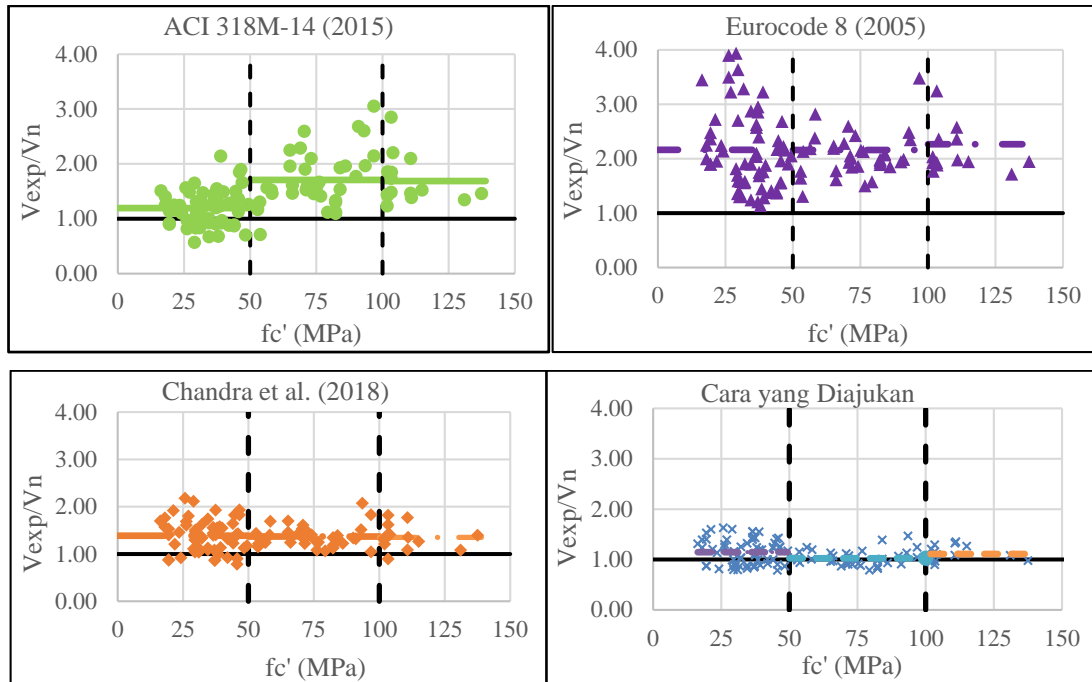 ACI 318M-14 (2015)
4.00
3.00
2.00
1.00
0.00
0 25 50 75 100 125 150
Vexp/Vn
fc' (MPa)
Eurocode 8 (2005)
4.00
3.00
2.00
1.00
0.00
0 25 50 75 100 125 150
Vexp/Vn
fc' (MPa)
Chandra et al. (2018)
4.00
3.00
2.00
1.00
0.00
0 25 50 75 100 125 150
Vexp/Vn
fc' (MPa)
Cara yang Diajukan
4.00
3.00
2.00
1.00
0.00
0 25 50 75 100 125 150
Vexp/Vn
fc' (MPa)